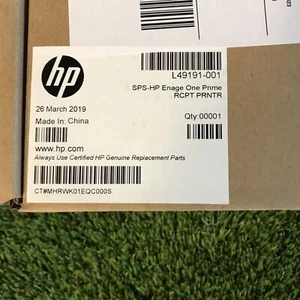 hp
L49191-001
SPS-HP Enage One Prime
RCPT PRNTR
26 March 2019
Qty:00001
Made In: China
www.hp.com
Always Use Certified HP Genuine Replacement Parts
CT#MHRWK01EQC000S